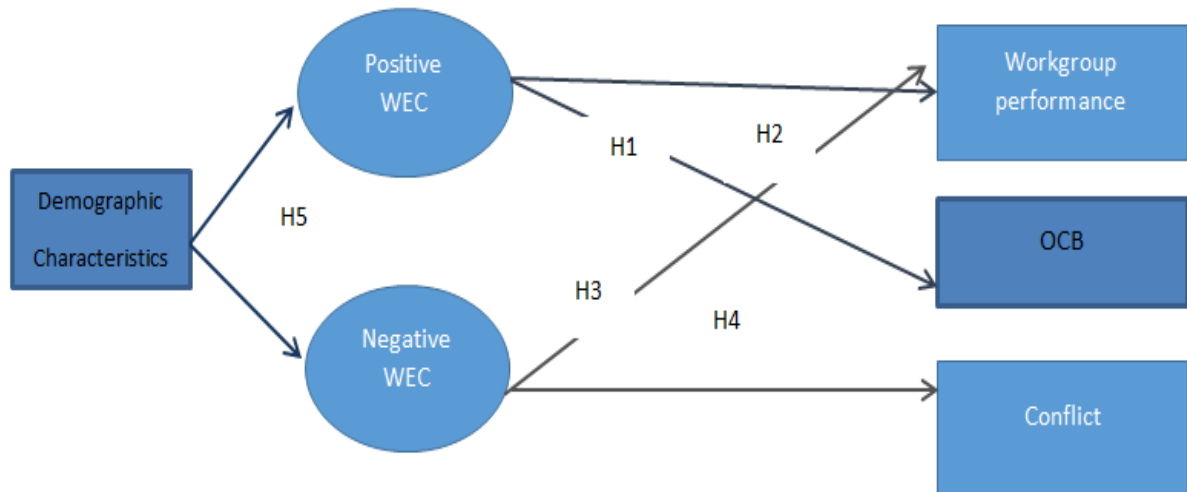 Positive
WEC
Workgroup
performance
H1
H2
Demographic
Characteristics
H5
OCB
H3
H4
Negative
WEC
Conflict